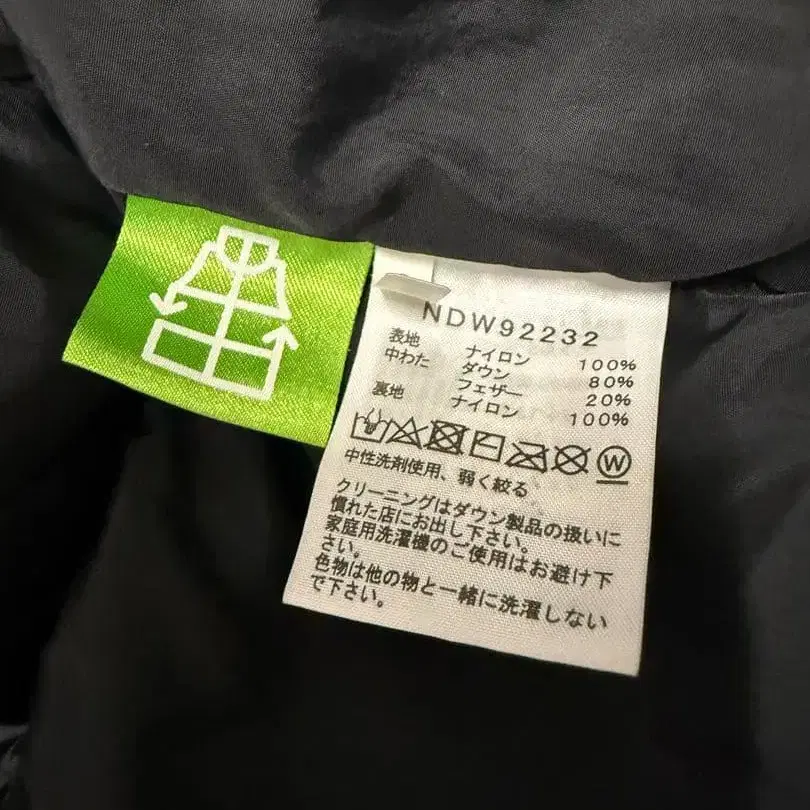 NDW92232
表地 ナイロン 100%
中わた ダウン 80%
フェザー 20%
裏地 ナイロン 100%
W
中性洗剤使用、弱く絞る
クリーニングはダウン製品の扱いに
慣れた店にお出し下さい。
家庭用洗濯機のご使用はお避け下
さい。
色物は他の物と一緒に洗濯しない
で下さい。